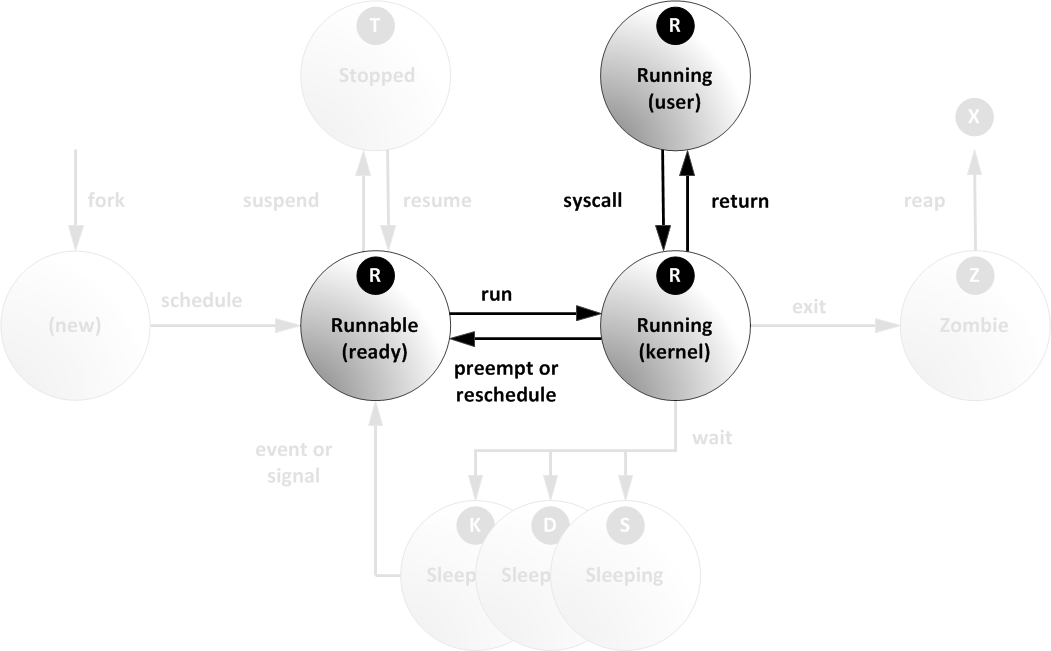 T
Stopped
R
Running
(user)
X
fork
suspend
resume
syscall
return
reap
(new)
schedule
R
Runnable
(ready)
run
preempt or
reschedule
R
Running
(kernel)
exit
Z
Zombie
event or
signal
wait
K
Sleep
D
Sleep
S
Sleeping